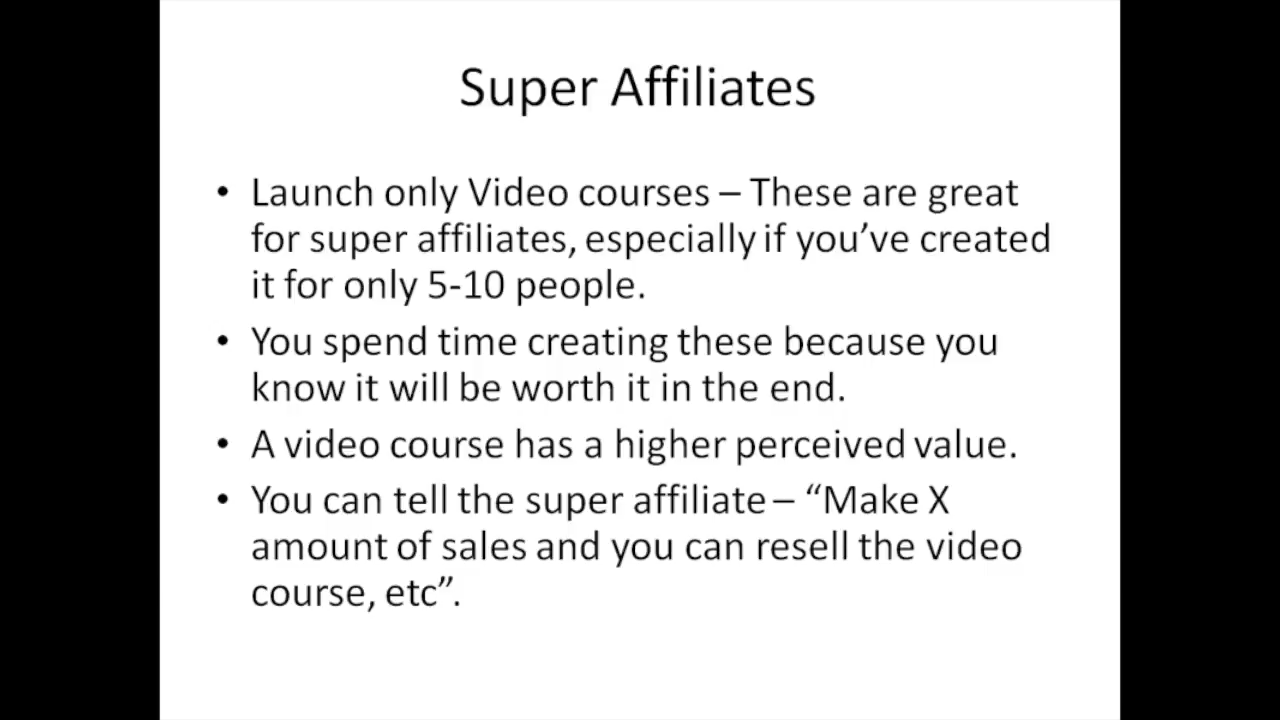 Super Affiliates
• Launch only Video courses – These are great
for super affiliates, especially if you’ve created
it for only 5-10 people.
• You spend time creating these because you
know it will be worth it in the end.
• A video course has a higher perceived value.
• You can tell the super affiliate – “Make X
amount of sales and you can resell the video
course, etc”.